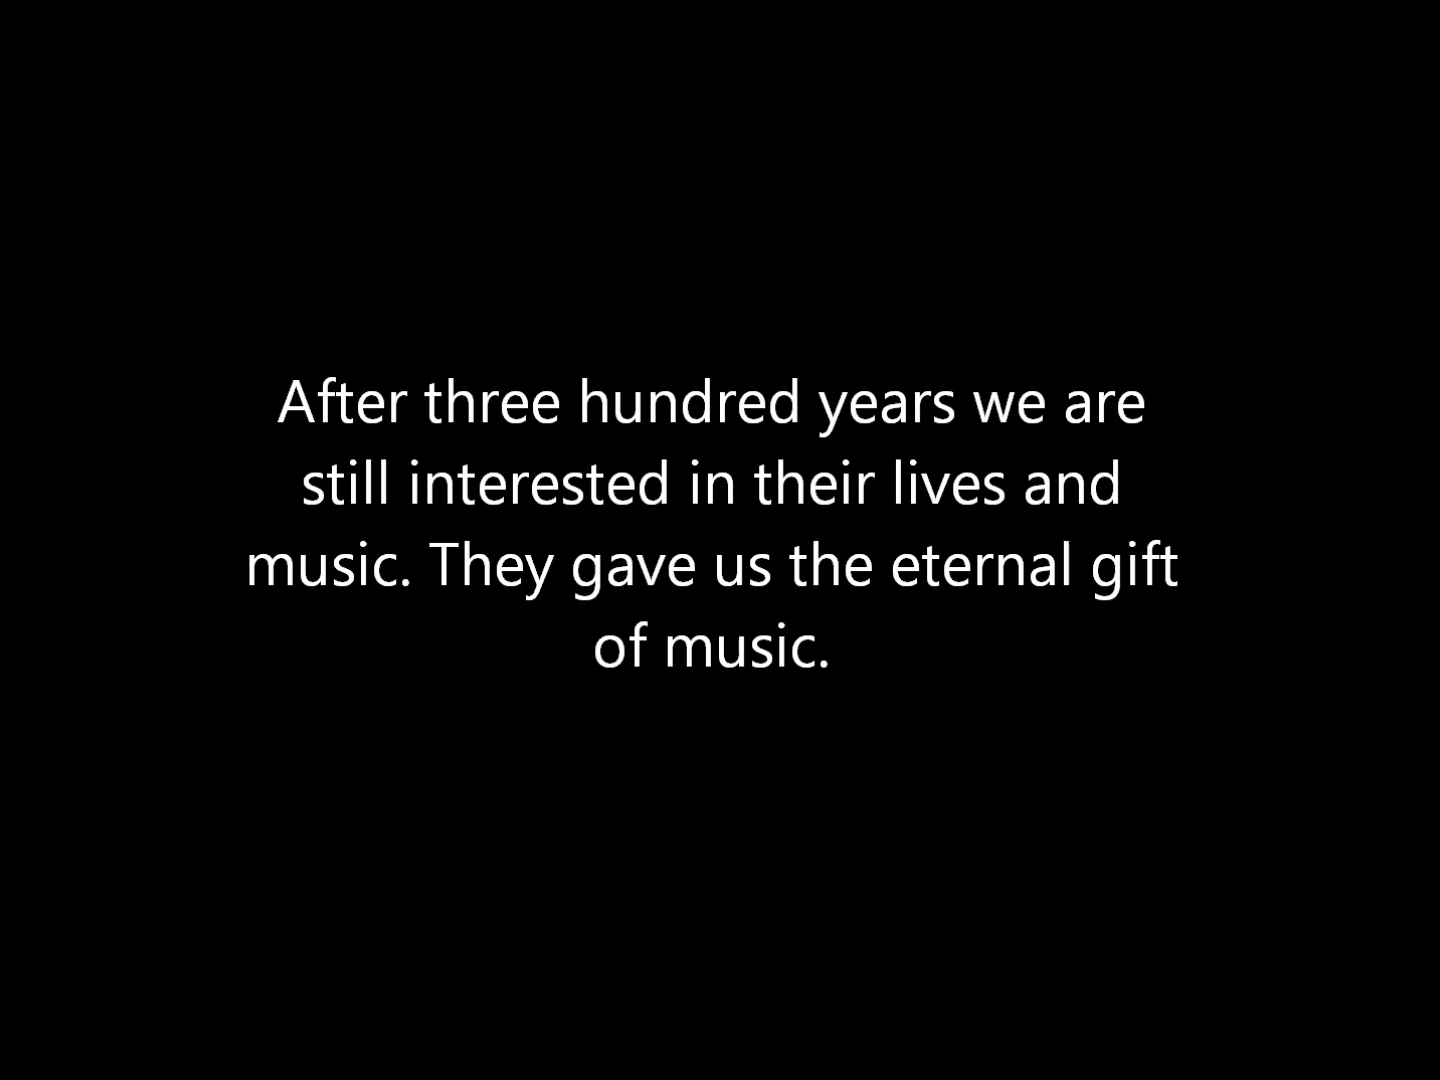 After three hundred years we are
still interested in their lives and
music. They gave us the eternal gift
of music.